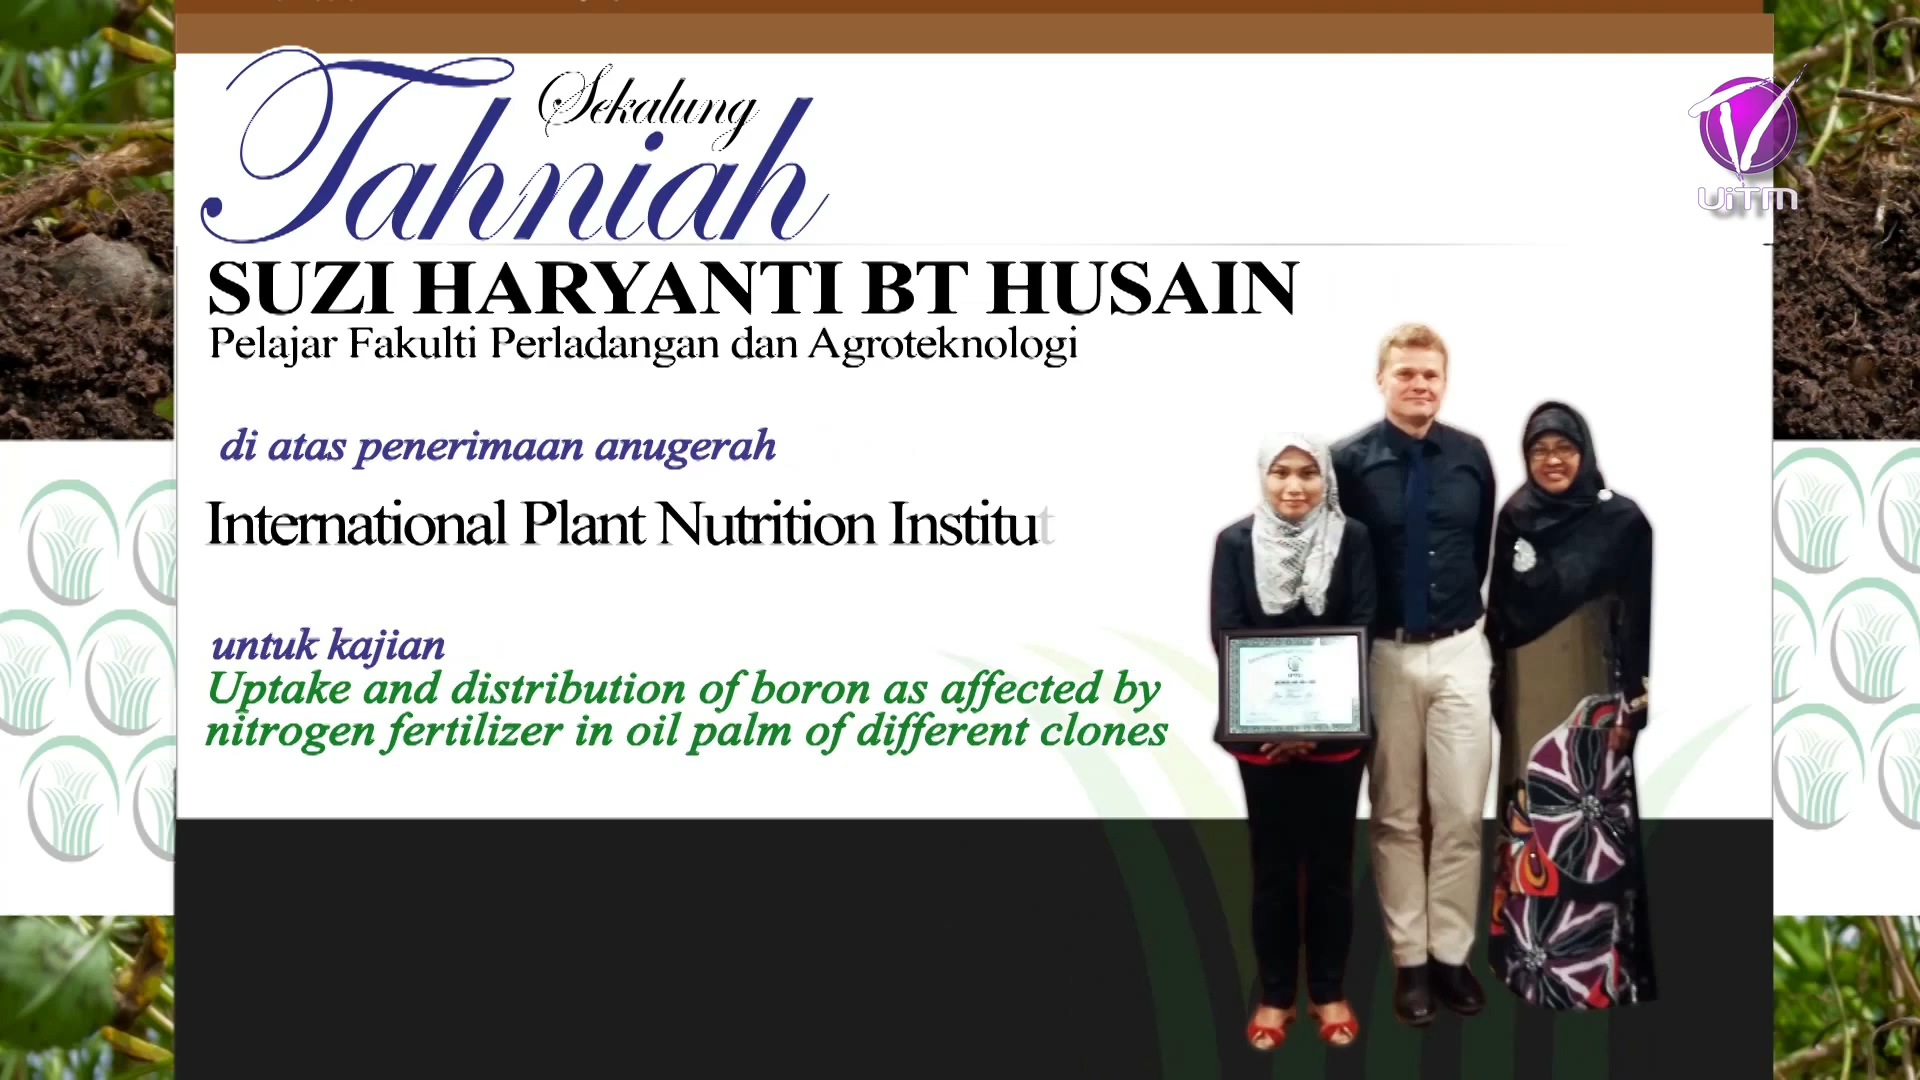 Sekalung
Tahniah
SUZI HARYANTI BT HUSAIN
Pelajar Fakulti Perladangan dan Agroteknologi
di atas penerimaan anugerah
International Plant Nutrition Institut
untuk kajian
Uptake and distribution of boron as affected by
nitrogen fertilizer in oil palm of different clones
TV
UiTM